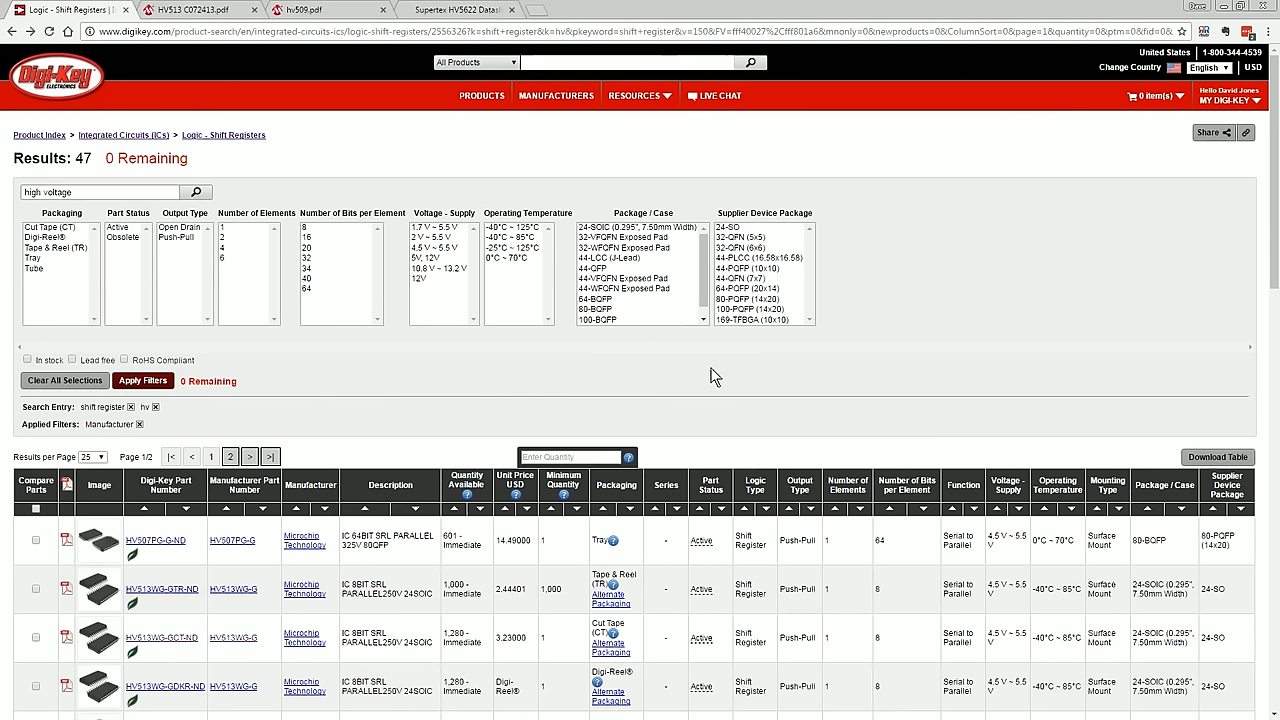 Logic - Shift Registers | I
HV513 C072413.pdf
hv509.pdf
Supertex HV5622 Datash
Dave
www.digikey.com/product-search/en/integrated-circuits-ics/logic-shift-registers/2556326?k=shift+register&k=hv&pkeyword=shift+register&v=150&FV=fff40027%2Cfff801a6&mnonly=0&newproducts=0&ColumnSort=0&page=1&quantity=0&ptm=0&fid=0&
Digi-Key
ELECTRONICS
All Products
United States
1-800-344-4539
Change Country
English
USD
PRODUCTS
MANUFACTURERS
RESOURCES
LIVE CHAT
0 item(s)
Hello David Jones
MY DIGI-KEY
Product Index > Integrated Circuits (ICs) > Logic - Shift Registers
Share
Results: 47 0 Remaining
high voltage
Packaging
Cut Tape (CT)
Digi-Reel®
Tape & Reel (TR)
Tray
Tube
Part Status
Active
Obsolete
Output Type
Open Drain
Push-Pull
Number of Elements
1
2
4
6
Number of Bits per Element
8
16
20
32
34
40
64
Voltage - Supply
1.7 V ~ 5.5 V
2 V ~ 5.5 V
4.5 V ~ 5.5 V
5V, 12V
10.8 V ~ 13.2 V
12V
Operating Temperature
-40°C ~ 125°C
-40°C ~ 85°C
-25°C ~ 125°C
0°C ~ 70°C
Package / Case
24-SOIC (0.295", 7.50mm Width)
32-VFQFN Exposed Pad
32-WFQFN Exposed Pad
44-LCC (J-Lead)
44-QFP
44-VFQFN Exposed Pad
44-WFQFN Exposed Pad
64-BQFP
80-BQFP
100-BQFP
Supplier Device Package
24-SO
32-QFN (5x5)
32-QFN (6x6)
44-PLCC (16.58x16.58)
44-PQFP (10x10)
44-QFN (7x7)
64-PQFP (20x14)
80-PQFP (14x20)
100-PQFP (14x20)
169-TFBGA (10x10)
In stock
Lead free
RoHS Compliant
Clear All Selections
Apply Filters
0 Remaining
Search Entry: shift register hv
Applied Filters: Manufacturer
Results per Page 25
Page 1/2
|<
<
1
2
>
>|
Enter Quantity
Download Table
Compare Parts
Image
Digi-Key Part Number
Manufacturer Part Number
Manufacturer
Description
Quantity Available
Unit Price USD
Minimum Quantity
Packaging
Series
Part Status
Logic Type
Output Type
Number of Elements
Number of Bits per Element
Function
Voltage - Supply
Operating Temperature
Mounting Type
Package / Case
Supplier Device Package
HV507PG-G-ND HV507PG-G Microchip Technology IC 64BIT SRL PARALLEL 325V 80QFP 601 - Immediate 14.49000 1 Tray - Active Shift Register Push-Pull 1 64 Serial to Parallel 4.5 V ~ 5.5 V 0°C ~ 70°C Surface Mount 80-BQFP 80-PQFP (14x20)
HV513WG-GTR-ND HV513WG-G Microchip Technology IC 8BIT SRL PARALLEL250V 24SOIC 1,000 - Immediate 2.44401 1,000 Tape & Reel (TR) Alternate Packaging - Active Shift Register Push-Pull 1 8 Serial to Parallel 4.5 V ~ 5.5 V -40°C ~ 85°C Surface Mount 24-SOIC (0.295", 7.50mm Width) 24-SO
HV513WG-GCT-ND HV513WG-G Microchip Technology IC 8BIT SRL PARALLEL250V 24SOIC 1,280 - Immediate 3.23000 1 Cut Tape (CT) Alternate Packaging - Active Shift Register Push-Pull 1 8 Serial to Parallel 4.5 V ~ 5.5 V -40°C ~ 85°C Surface Mount 24-SOIC (0.295", 7.50mm Width) 24-SO
HV513WG-GDKR-ND HV513WG-G Microchip Technology IC 8BIT SRL PARALLEL250V 24SOIC 1,280 - Immediate Digi-Reel® 1 Digi-Reel® Alternate Packaging - Active Shift Register Push-Pull 1 8 Serial to Parallel 4.5 V ~ 5.5 V -40°C ~ 85°C Surface Mount 24-SOIC (0.295", 7.50mm Width) 24-SO